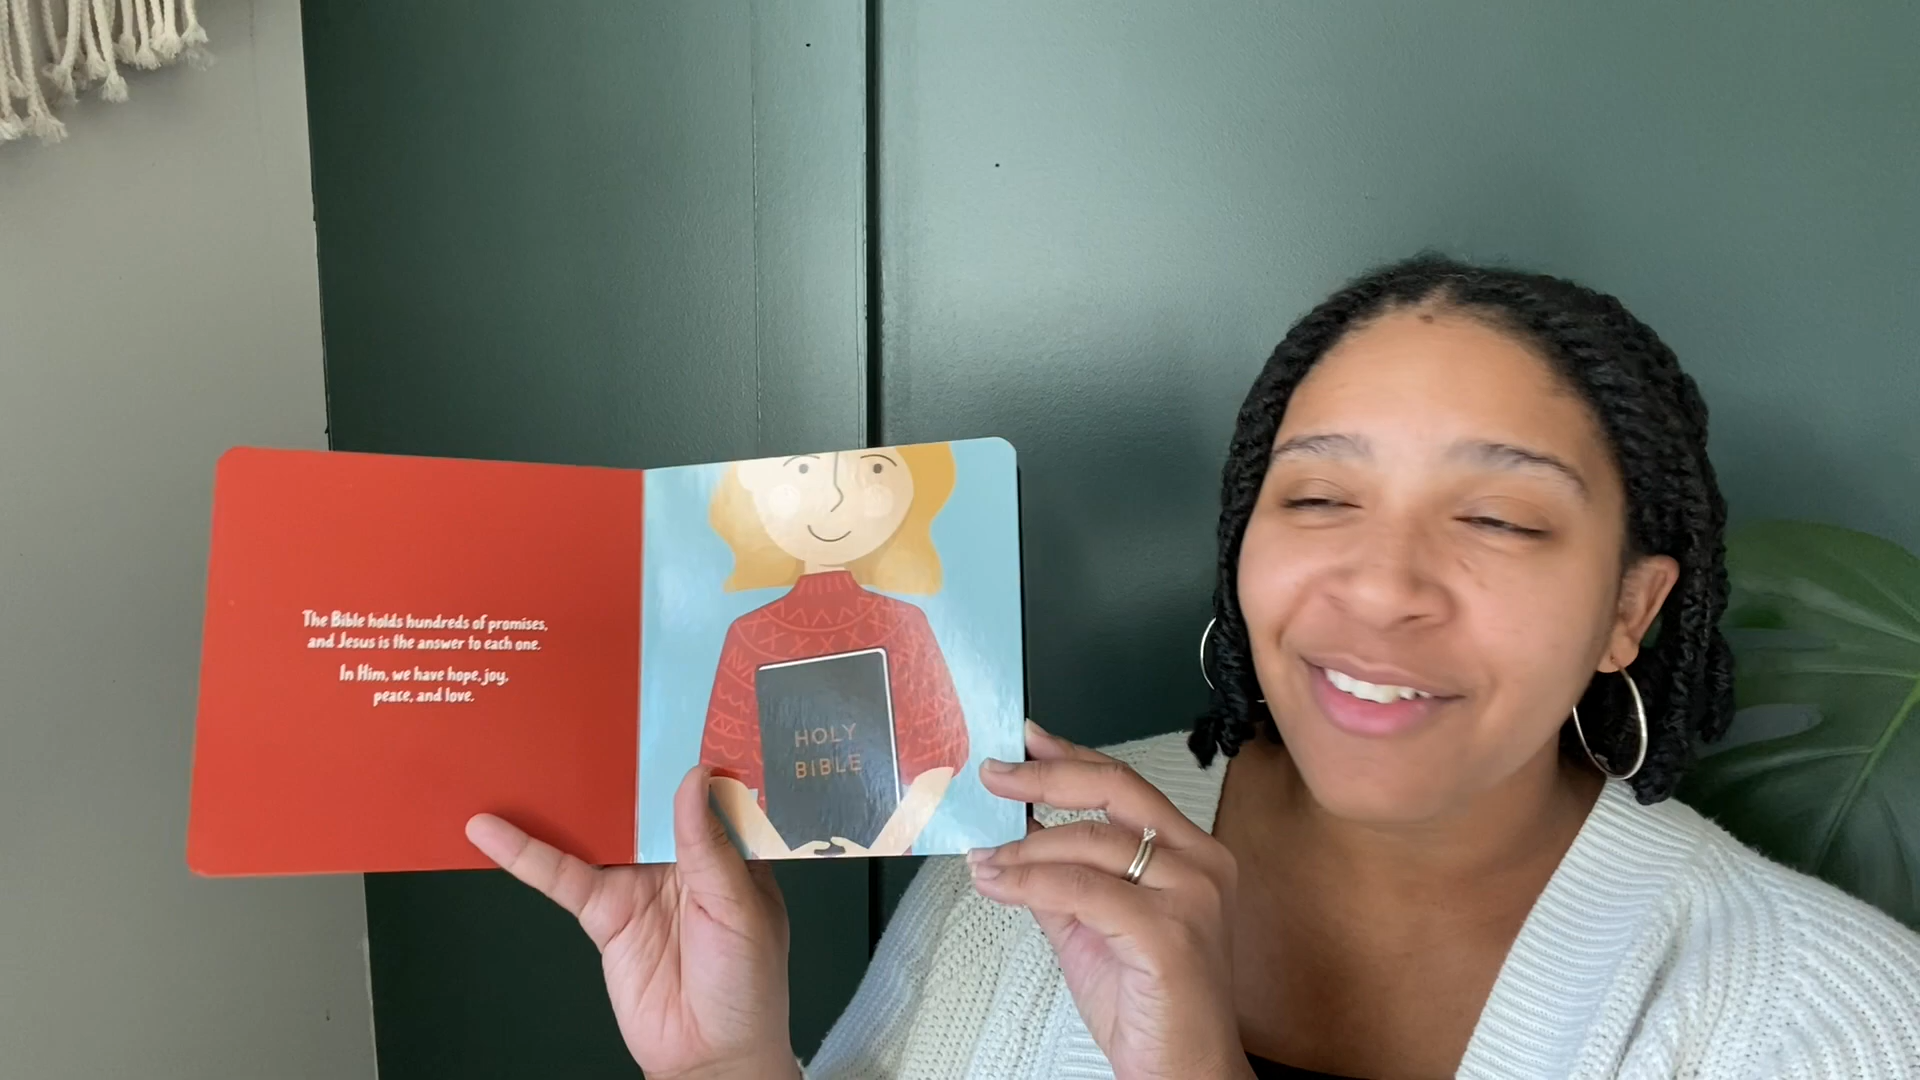 The Bible holds hundreds of promises,
and Jesus is the answer to each one.
In Him, we have hope, joy,
peace, and love.
HOLY
BIBLE